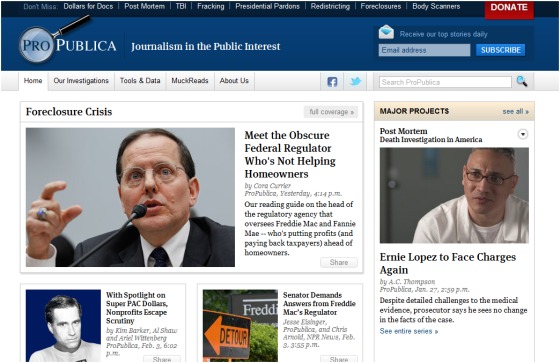 Don't Miss: Dollars for Docs Post Mortem TBI Fracking Presidential Pardons Redistricting Foreclosures Body Scanners
DONATE
PROPUBLICA
Journalism in the Public Interest
Receive our top stories daily
Email address
SUBSCRIBE
Home Our Investigations Tools & Data MuckReads About Us
Search ProPublica
Foreclosure Crisis
full coverage »
Meet the Obscure
Federal Regulator
Who's Not Helping
Homeowners
by Cora Currier
ProPublica, Yesterday, 4:14 p.m.
Our reading guide on the head of
the regulatory agency that
oversees Freddie Mac and Fannie
Mae -- who's putting profits (and
paying back taxpayers) ahead of
homeowners.
Share
With Spotlight on
Super PAC Dollars,
Nonprofits Escape
Scrutiny
by Kim Barker, Al Shaw
and Ariel Wittenberg
ProPublica, Feb. 3, 6:02
p.m.
Share
Freddi
DETOUR
Senator Demands
Answers from Freddie
Mac's Regulator
Jesse Eisinger,
ProPublica, and Chris
Arnold, NPR News, Feb.
3, 3:55 p.m.
Share
MAJOR PROJECTS
see all »
Post Mortem
Death Investigation in America
Ernie Lopez to Face Charges
Again
by A.C. Thompson
ProPublica, Jan. 27, 2:59 p.m.
Despite detailed challenges to the medical
evidence, prosecutor says he sees no change
in the facts of the case.
See entire series »